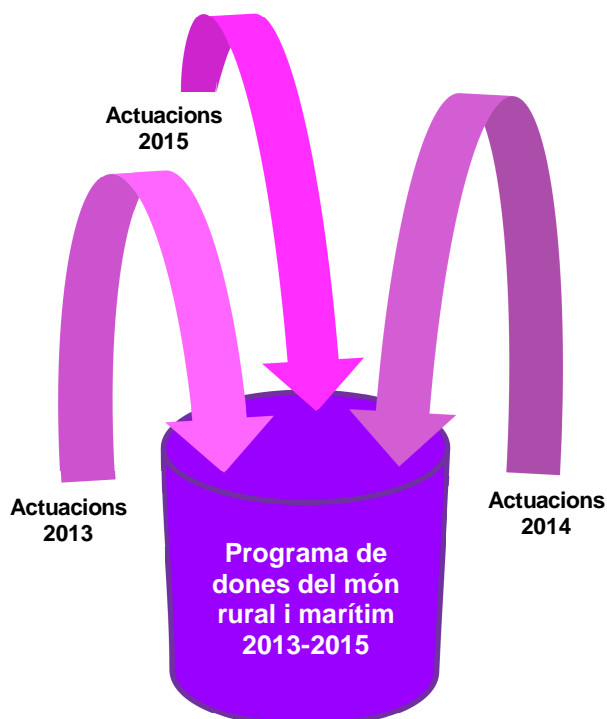 Actuacions
2015
Actuacions
2013
Actuacions
2014
Programa de
dones del món
rural i marítim
2013-2015